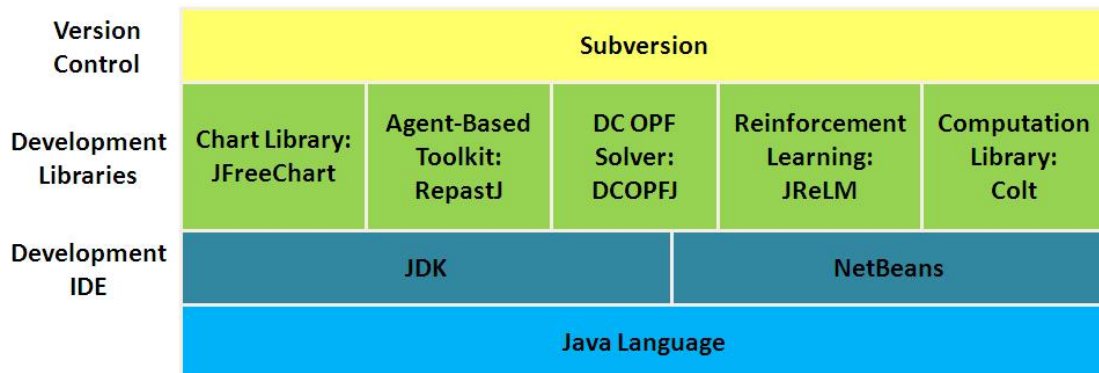 Version
Control
Subversion
Development
Libraries
Chart Library:
JFreeChart
Agent-Based
Toolkit:
RepastJ
DC OPF
Solver:
DCOPFJ
Reinforcement
Learning:
JReLM
Computation
Library:
Colt
Development
IDE
JDK
NetBeans
Java Language